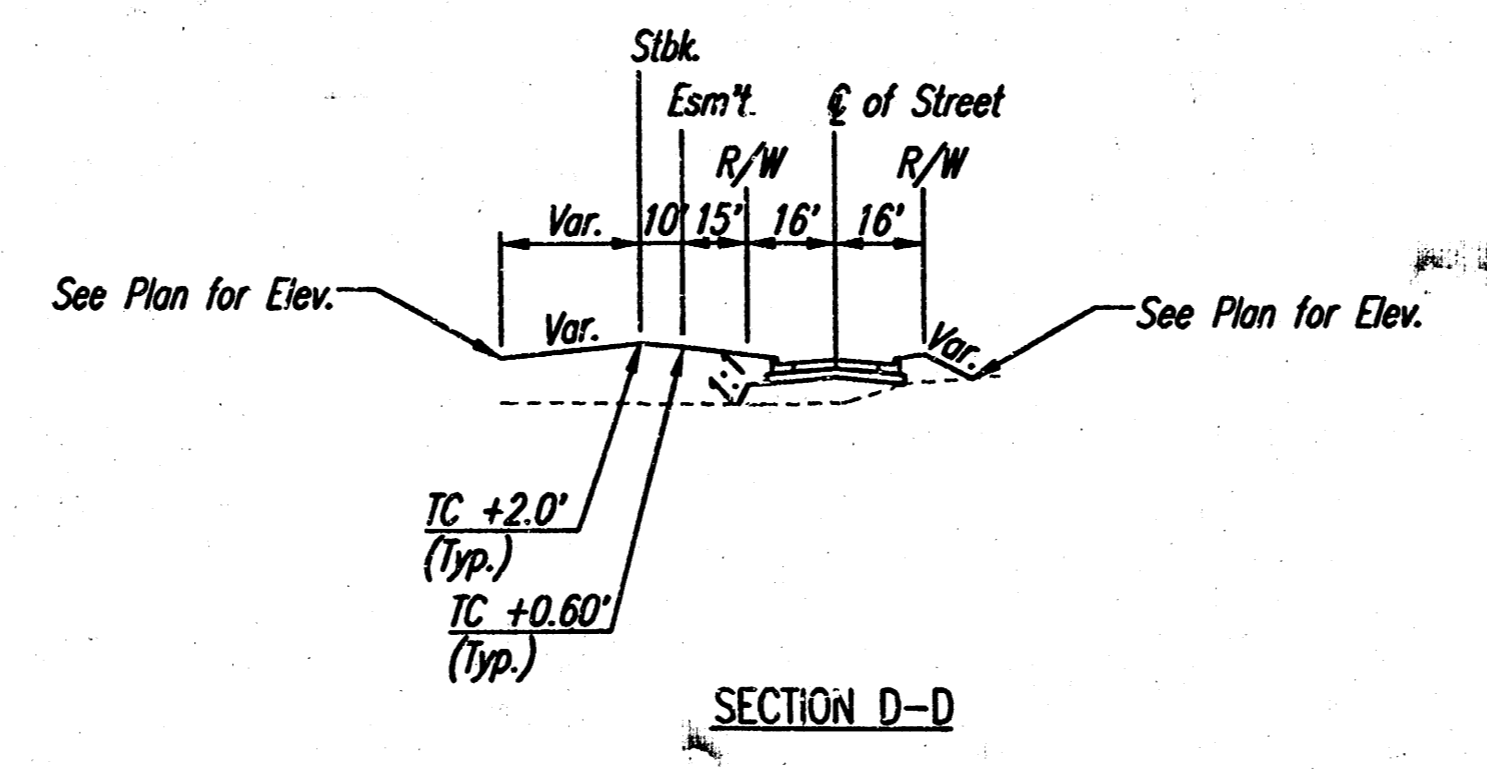 Stbk.
Esm't.
℄ of Street
R/W
R/W
Var.
10'
15'
16'
16'
See Plan for Elev.
Var.
Var.
See Plan for Elev.
1:1
TC +2.0'
(Typ.)
TC +0.60'
(Typ.)
SECTION D-D